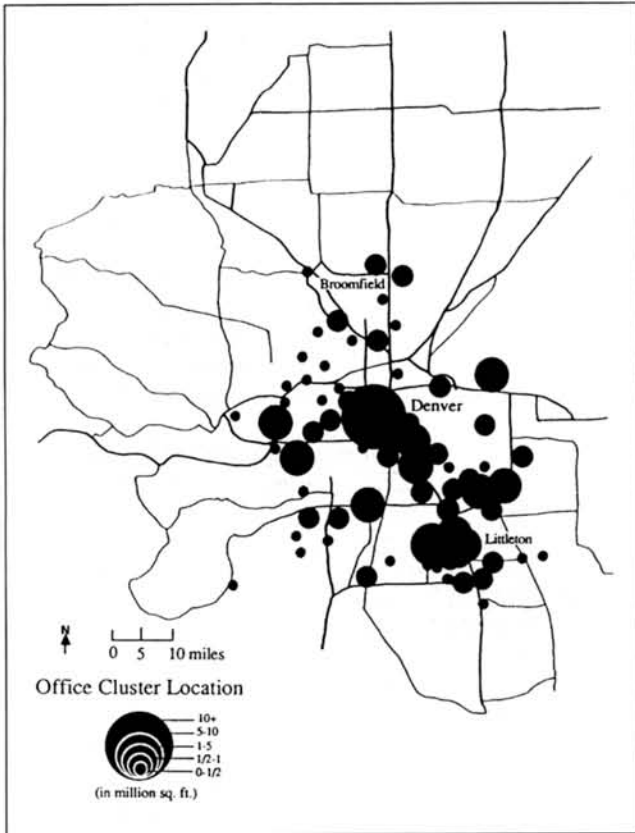 Broomfield
Denver
Littleton
N
0 5 10 miles
Office Cluster Location
10+
5-10
1-5
1/2-1
0-1/2
(in million sq. ft.)